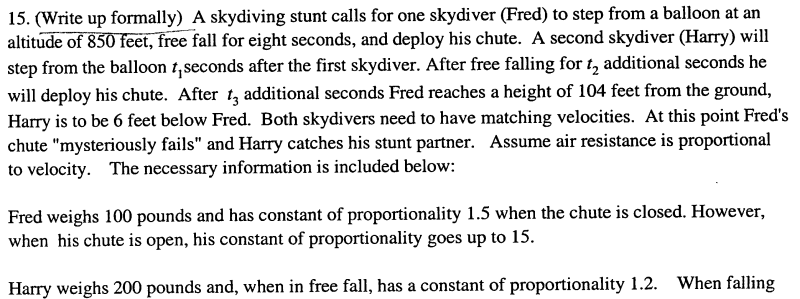 15. (Write up formally) A skydiving stunt calls for one skydiver (Fred) to step from a balloon at an
altitude of 850 feet, free fall for eight seconds, and deploy his chute. A second skydiver (Harry) will
step from the balloon t₁seconds after the first skydiver. After free falling for t₂ additional seconds he
will deploy his chute. After t₃ additional seconds Fred reaches a height of 104 feet from the ground,
Harry is to be 6 feet below Fred. Both skydivers need to have matching velocities. At this point Fred's
chute "mysteriously fails" and Harry catches his stunt partner. Assume air resistance is proportional
to velocity. The necessary information is included below:
Fred weighs 100 pounds and has constant of proportionality 1.5 when the chute is closed. However,
when his chute is open, his constant of proportionality goes up to 15.
Harry weighs 200 pounds and, when in free fall, has a constant of proportionality 1.2. When falling